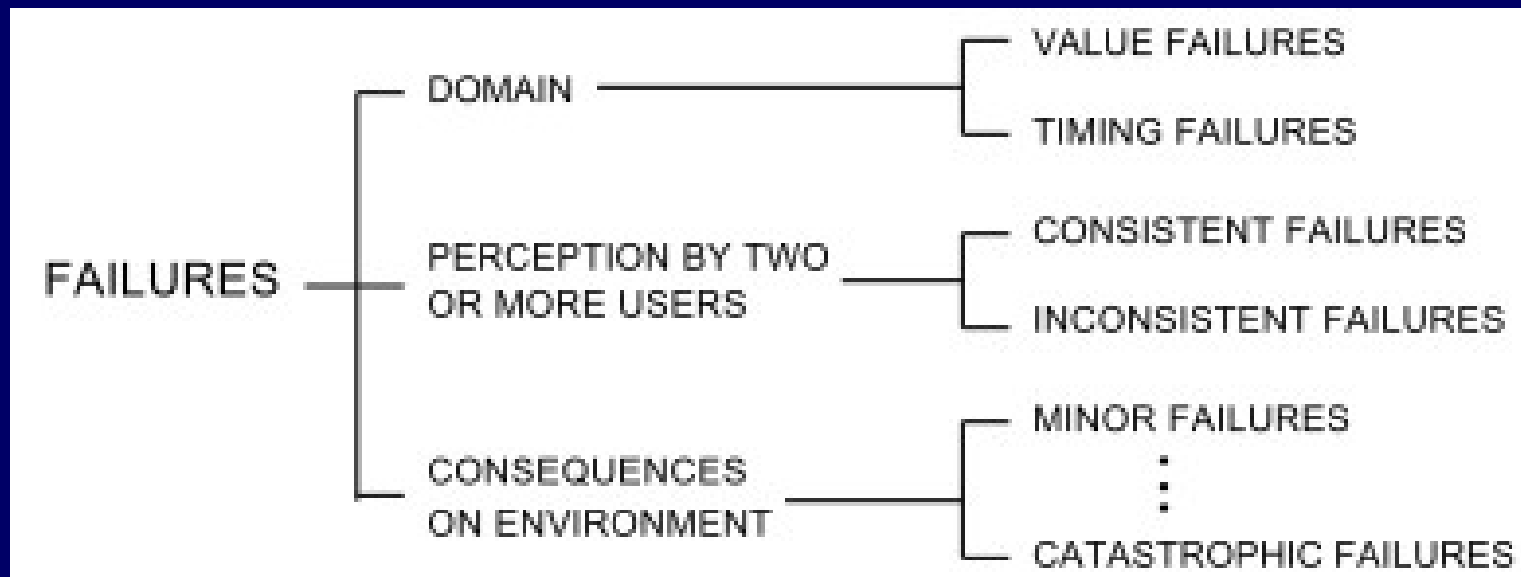 FAILURES
DOMAIN
VALUE FAILURES
TIMING FAILURES
PERCEPTION BY TWO
OR MORE USERS
CONSISTENT FAILURES
INCONSISTENT FAILURES
CONSEQUENCES
ON ENVIRONMENT
MINOR FAILURES
CATASTROPHIC FAILURES